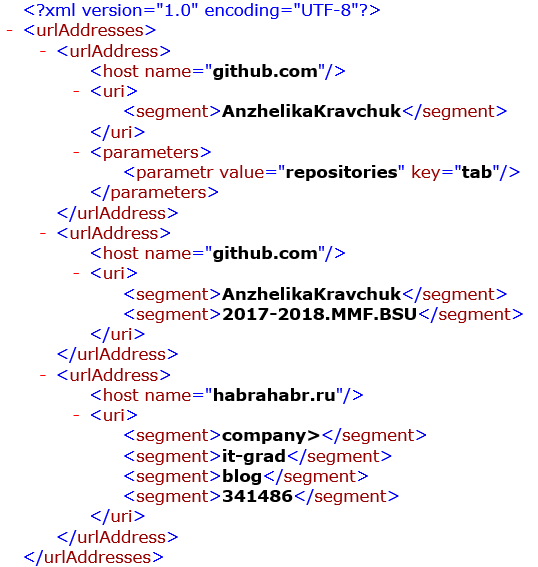 <?xml version="1.0" encoding="UTF-8"?>
- <urlAddresses>
- <urlAddress>
<host name="github.com"/>
- <uri>
<segment>AnzhelikaKravchuk</segment>
</uri>
- <parameters>
<parametr value="repositories" key="tab"/>
</parameters>
</urlAddress>
- <urlAddress>
<host name="github.com"/>
- <uri>
<segment>AnzhelikaKravchuk</segment>
<segment>2017-2018.MMF.BSU</segment>
</uri>
</urlAddress>
- <urlAddress>
<host name="habrahabr.ru"/>
- <uri>
<segment>company></segment>
<segment>it-grad</segment>
<segment>blog</segment>
<segment>341486</segment>
</uri>
</urlAddress>
</urlAddresses>